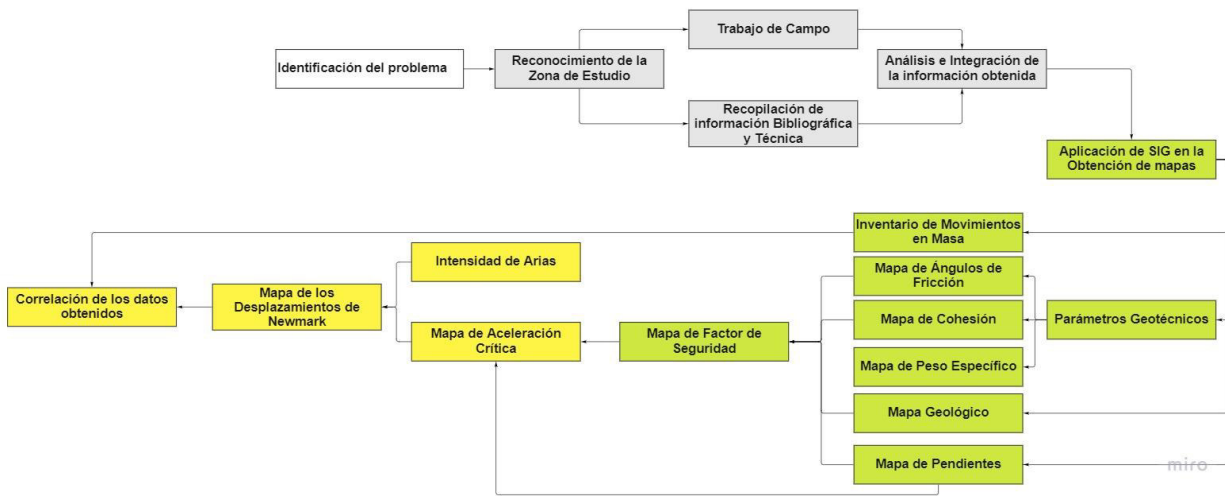 Trabajo de Campo
Identificación del problema
Reconocimiento de la
Zona de Estudio
Análisis e Integración de
la información obtenida
Recopilación de
información Bibliográfica
y Técnica
Aplicación de SIG en la
Obtención de mapas
Inventario de Movimientos
en Masa
Intensidad de Arias
Mapa de Ángulos de
Fricción
Correlación de los datos
obtenidos
Mapa de los
Desplazamientos de
Newmark
Mapa de Aceleración
Crítica
Mapa de Factor de
Seguridad
Mapa de Cohesión
Parámetros Geotécnicos
Mapa de Peso Específico
Mapa Geológico
Mapa de Pendientes
miro